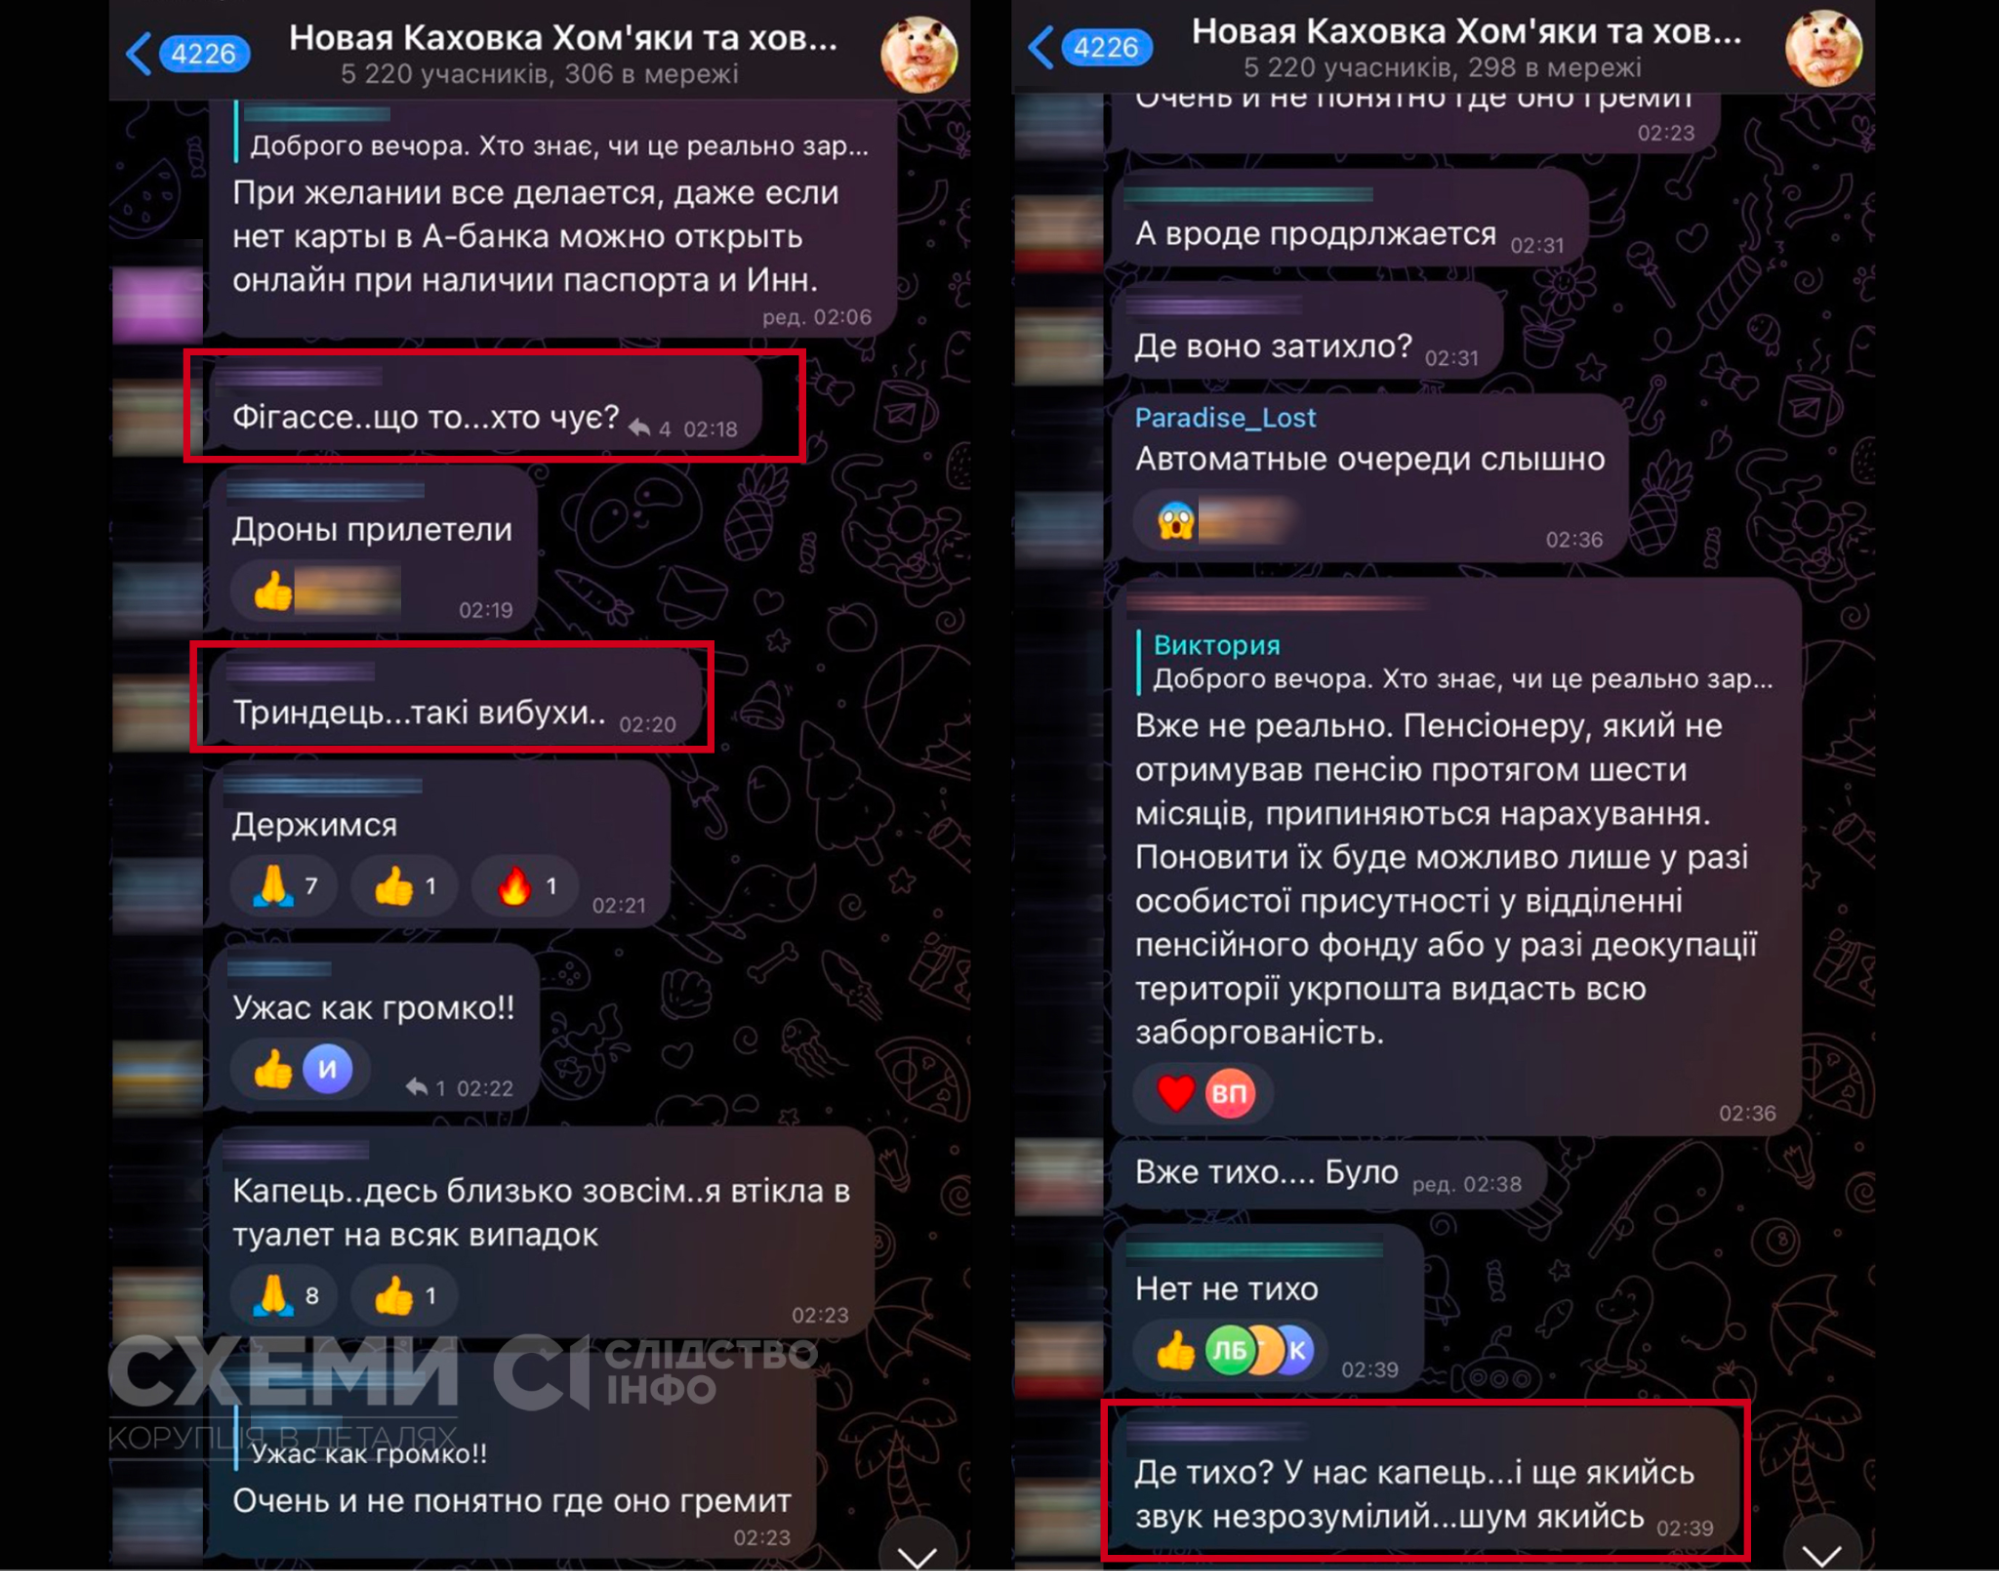 4226
Новая Каховка Хом'яки та хов...
5 220 учасників, 306 в мережі
Доброго вечора. Хто знає, чи це реально зар...
При желании все делается, даже если
нет карты в А-банка можно открыть
онлайн при наличии паспорта и Инн.
ред. 02:06
Фігассе..що то...хто чує? 4 02:18
Дроны прилетели
02:19
Триндець...такі вибухи.. 02:20
Держимся
7 1 1 02:21
Ужас как громко!!
И 1 02:22
Капець..десь близько зовсім..я втікла в
туалет на всяк випадок
8 1 02:23
СХЕМИ СІ СЛІДСТВО
ІНФО
КОРУПЦІЯ В ДЕТАЛЯХ
Ужас как громко!!
Очень и не понятно где оно гремит
02:23
4226
Новая Каховка Хом'яки та хов...
5 220 учасників, 298 в мережі
Очень и не понятно где оно гремит
02:23
А вроде продрлжается 02:31
Де воно затихло? 02:31
Paradise_Lost
Автоматные очереди слышно
02:36
Виктория
Доброго вечора. Хто знає, чи це реально зар...
Вже не реально. Пенсіонеру, який не
отримував пенсію протягом шести
місяців, припиняються нарахування.
Поновити їх буде можливо лише у разі
особистої присутності у відділенні
пенсійного фонду або у разі деокупації
території укрпошта видасть всю
заборгованість.
ВП 02:36
Вже тихо.... Було ред. 02:38
Нет не тихо
ЛБ К 02:39
Де тихо? У нас капець...і ще якийсь
звук незрозумілий...шум якийсь 02:39